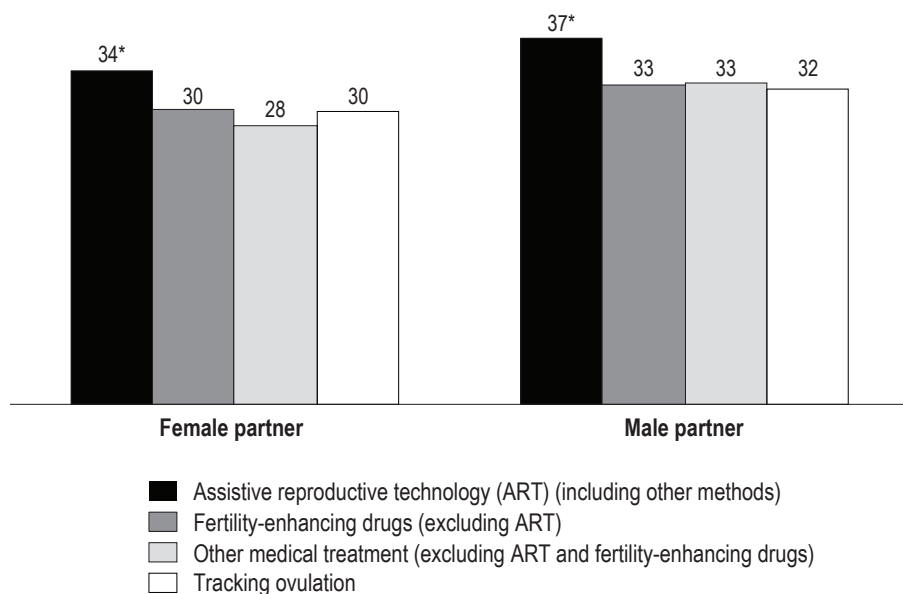 34*
30
28
30
37*
33
33
32
Female partner
Male partner
Assistive reproductive technology (ART) (including other methods)
Fertility-enhancing drugs (excluding ART)
Other medical treatment (excluding ART and fertility-enhancing drugs)
Tracking ovulation